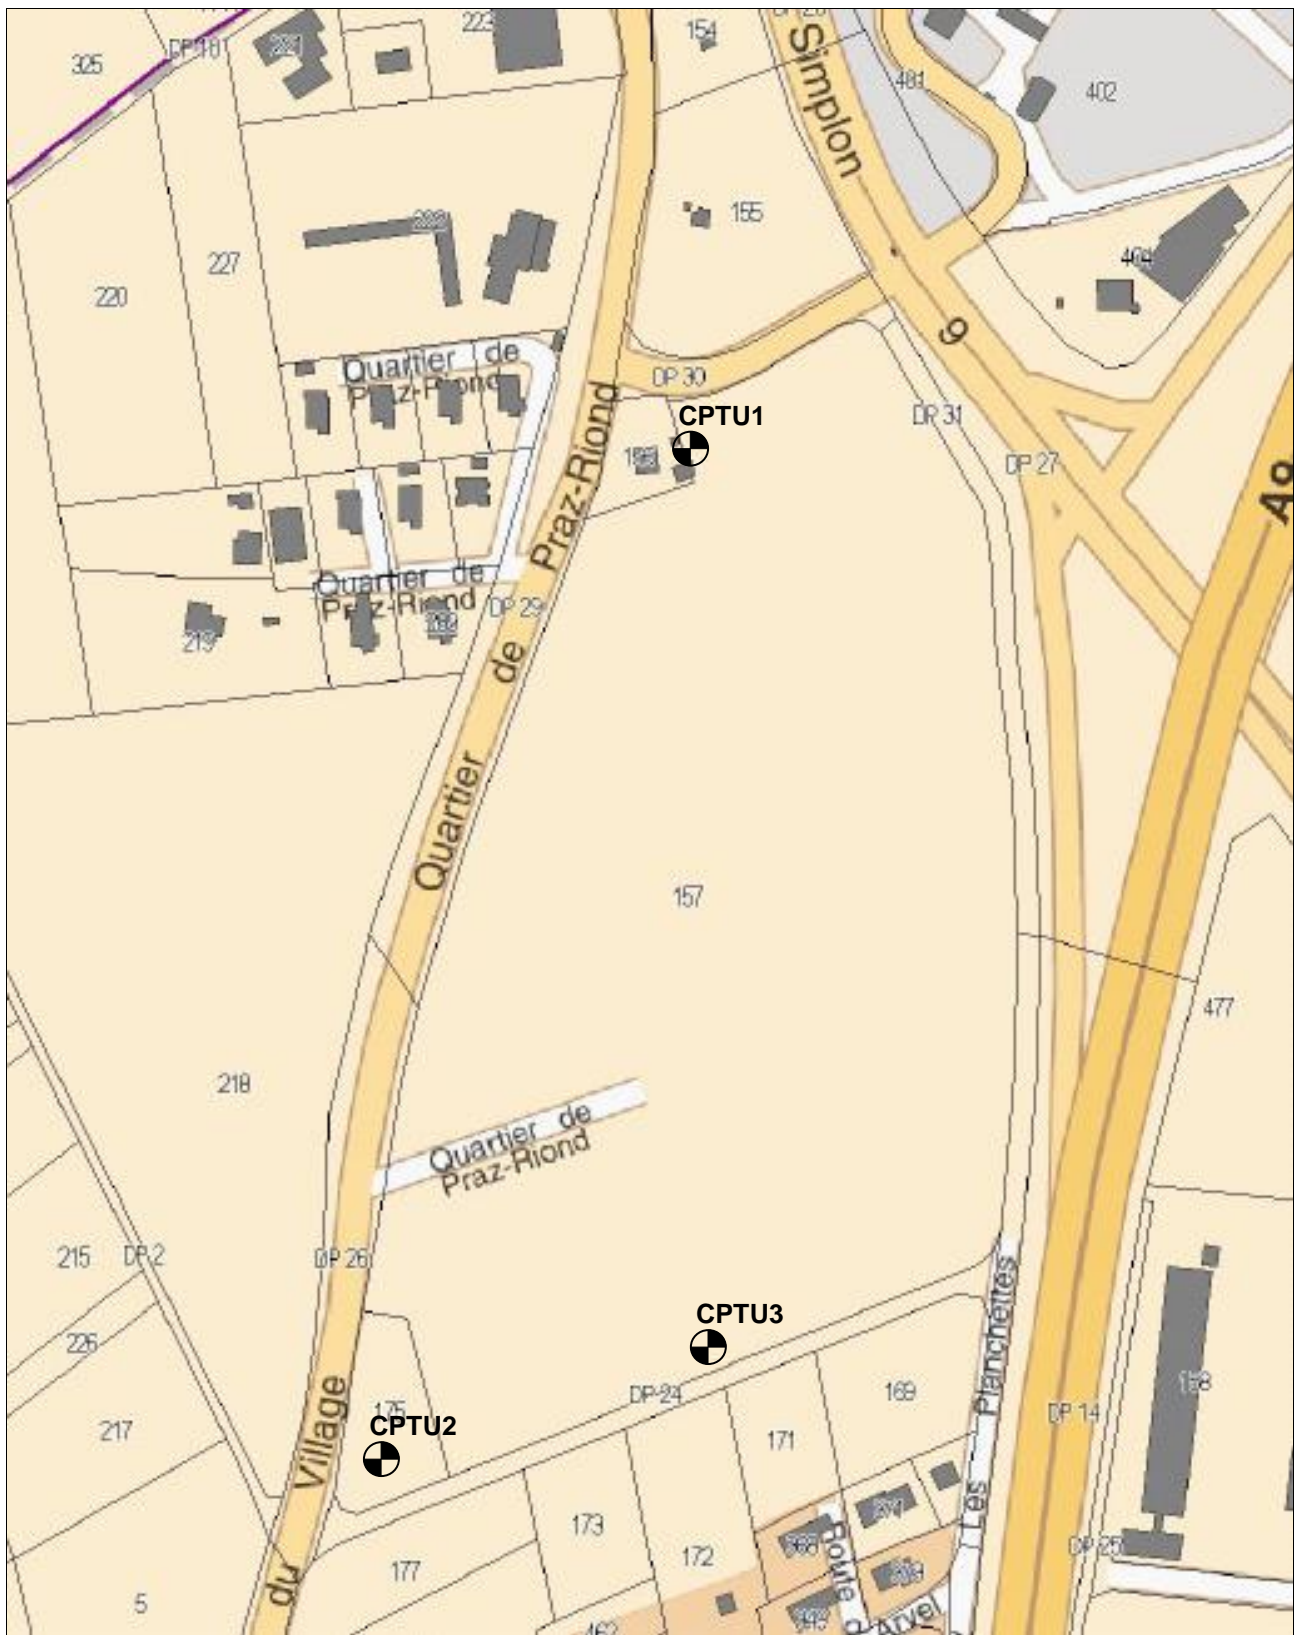 223
154
325
DP 101
221
Simplon
401
402
155
227
220
404
9
Quartier de
Praz-Riond
DP 30
CPTU1
DP 31
DP 27
A9
Praz-Riond
Quartier de
Praz-Riond
DP 29
219
de
Quartier
157
477
218
Quartier de
Praz-Riond
215
DP 2
DP 26
CPTU3
226
Planchettes
158
DP 24
169
175
CPTU2
DP 14
217
171
Village
Les
173
172
DP 25
177
Route
du
5
d'Arvel
462